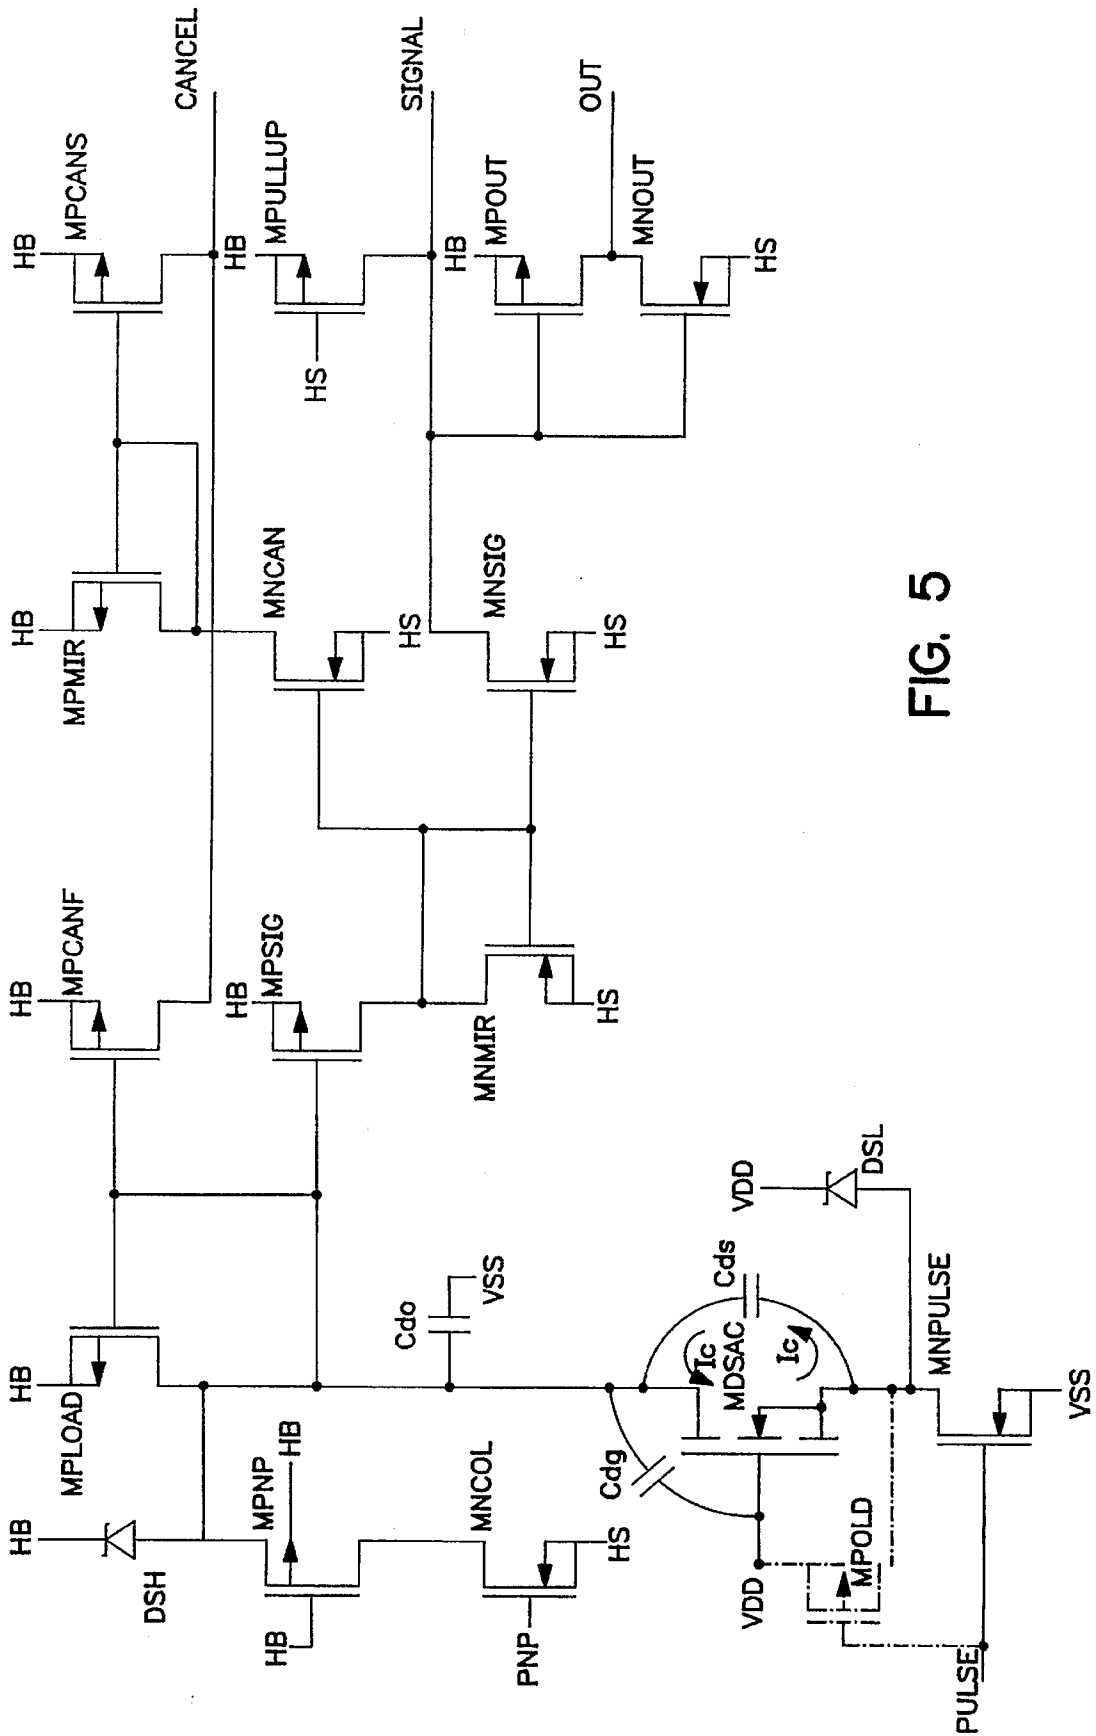 HB
MPLOAD
HB
DSH
HB
MPNP
HB
MNCOL
PNP
HS
Cdo
VSS
Cdg
Ic
MDSAC
Ic
Cds
VDD
MPOLD
PULSE
VDD
DSL
MNPULSE
VSS
HB
MPCANF
HB
MPSIG
MNMIR
HS
HB
MPMIR
MNCAN
HS
MNSIG
HS
HB
MPCANS
CANCEL
HB
MPULLUP
HS
SIGNAL
HB
MPOUT
OUT
MNOUT
HS
FIG. 5